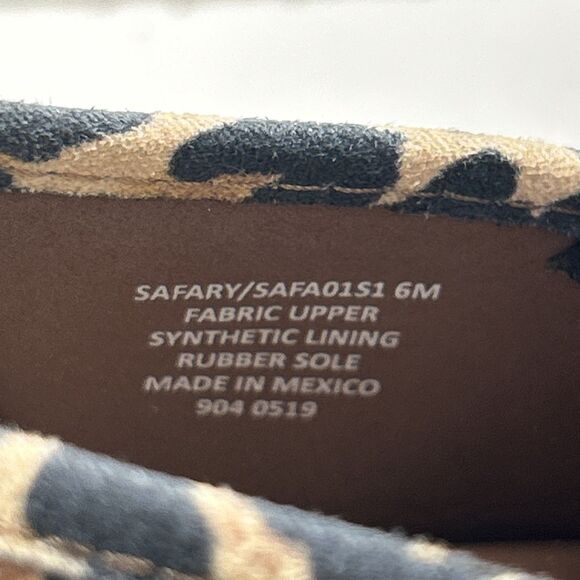 SAFARY/SAFA01S1 6M
FABRIC UPPER
SYNTHETIC LINING
RUBBER SOLE
MADE IN MEXICO
904 0519